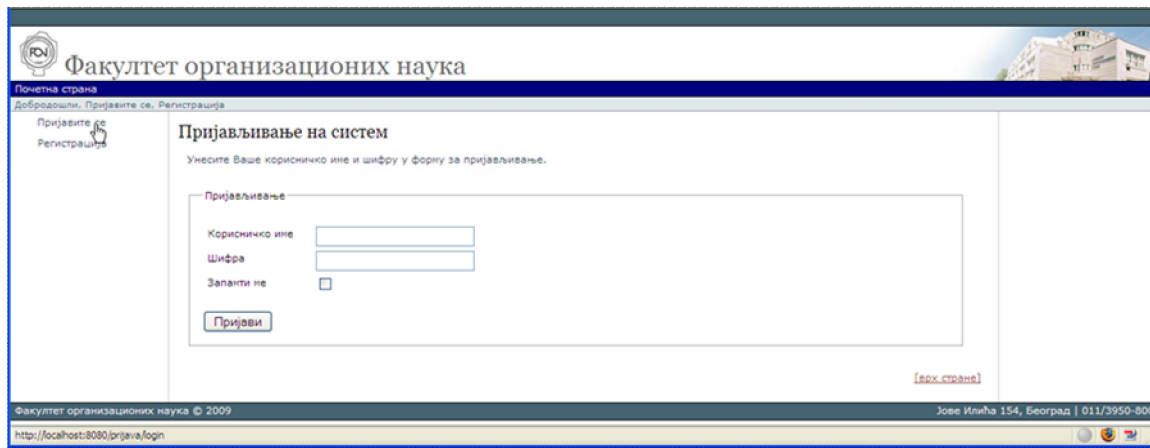 ФОН
Факултет организационих наука
Почетна страна
Добродошли. Пријавите се. Регистрација
Пријавите се
Регистрација
Пријављивање на систем
Унесите Ваше корисничко име и шифру у форму за пријављивање.
Пријављивање
Корисничко име
Шифра
Запамти ме
Пријави
[врх стране]
Факултет организационих наука © 2009
Јове Илића 154, Београд | 011/3950-800
http://localhost:8080/prijava/login